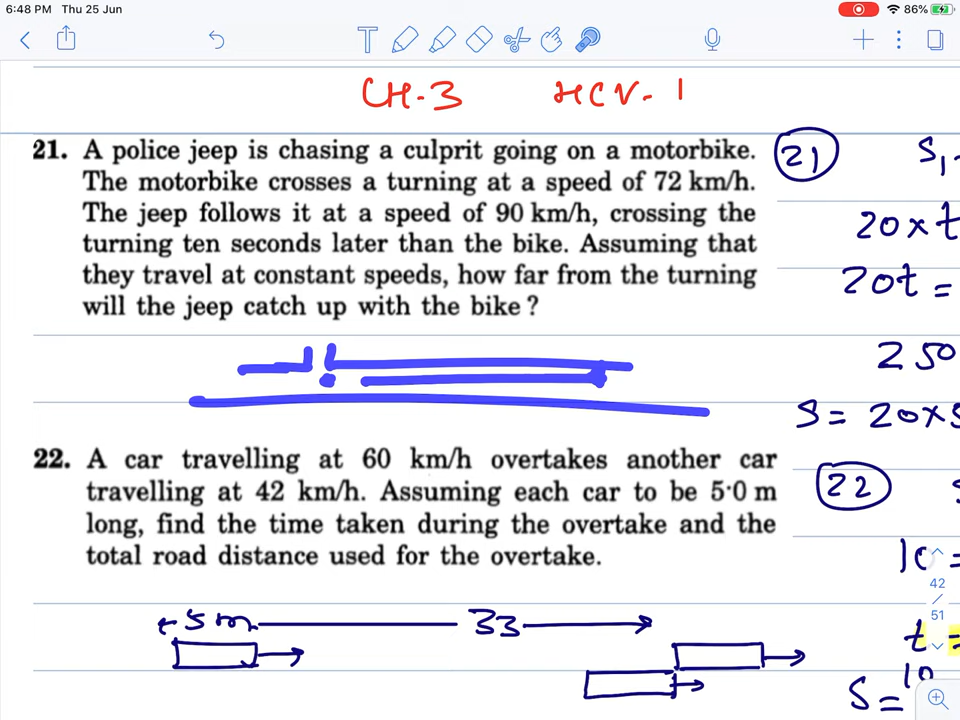 6:48 PM Thu 25 Jun
86%
CH-3 HCV-1
21. A police jeep is chasing a culprit going on a motorbike.
The motorbike crosses a turning at a speed of 72 km/h.
The jeep follows it at a speed of 90 km/h, crossing the
turning ten seconds later than the bike. Assuming that
they travel at constant speeds, how far from the turning
will the jeep catch up with the bike ?
21 S₁-
20×t
20t =
250
S = 20×5
22. A car travelling at 60 km/h overtakes another car
travelling at 42 km/h. Assuming each car to be 5·0 m
long, find the time taken during the overtake and the
total road distance used for the overtake.
22
10 =
42
/
51
t =
5m 33
S = 10